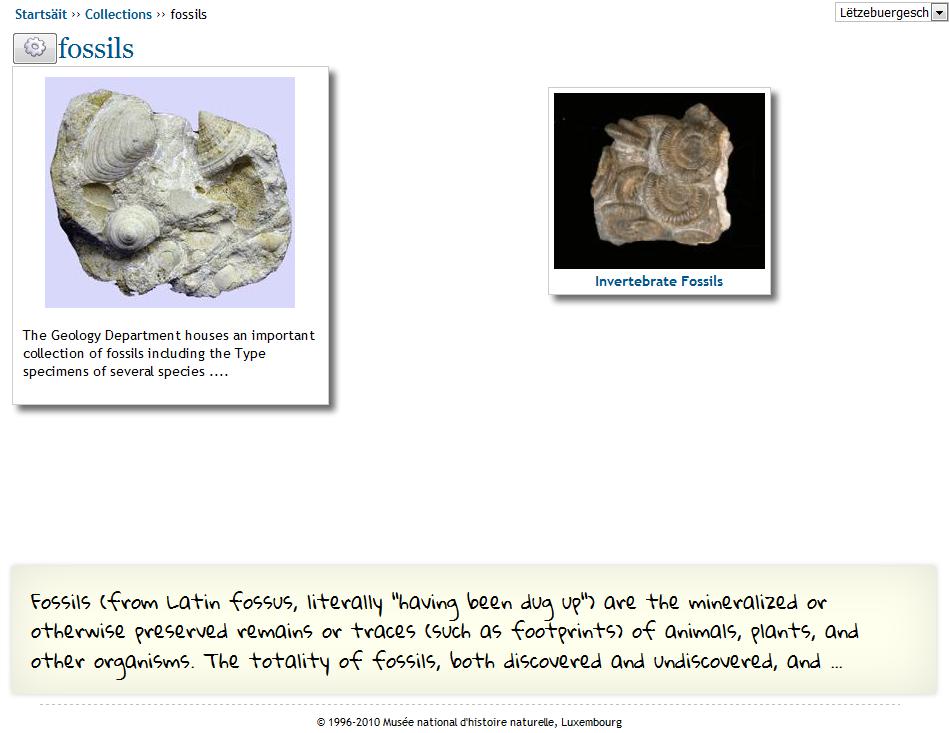 Startsäit ›› Collections ›› fossils
Lëtzebuergesch
fossils
The Geology Department houses an important
collection of fossils including the Type
specimens of several species ....
Invertebrate Fossils
Fossils (from Latin fossus, literally "having been dug up") are the mineralized or
otherwise preserved remains or traces (such as footprints) of animals, plants, and
other organisms. The totality of fossils, both discovered and undiscovered, and ...
© 1996-2010 Musée national d'histoire naturelle, Luxembourg